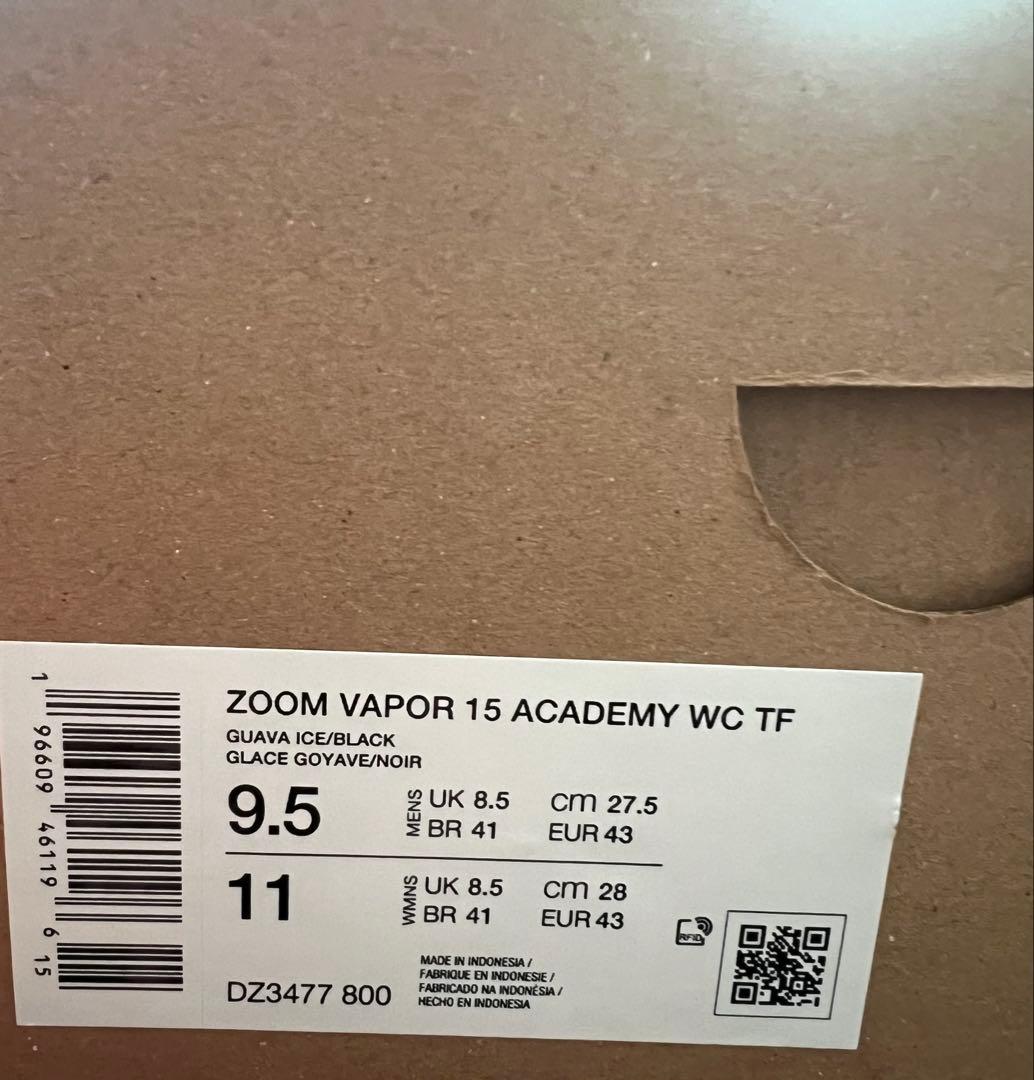 ZOOM VAPOR 15 ACADEMY WC TF
GUAVA ICE/BLACK
GLACE GOYAVE/NOIR
9.5
MENS
UK 8.5 cm 27.5
BR 41 EUR 43
11
WMNS
UK 8.5 cm 28
BR 41 EUR 43
DZ3477 800
MADE IN INDONESIA /
FABRIQUE EN INDONESIE /
FABRICADO NA INDONÉSIA /
HECHO EN INDONESIA
RFID
1 96609 46119 6 15